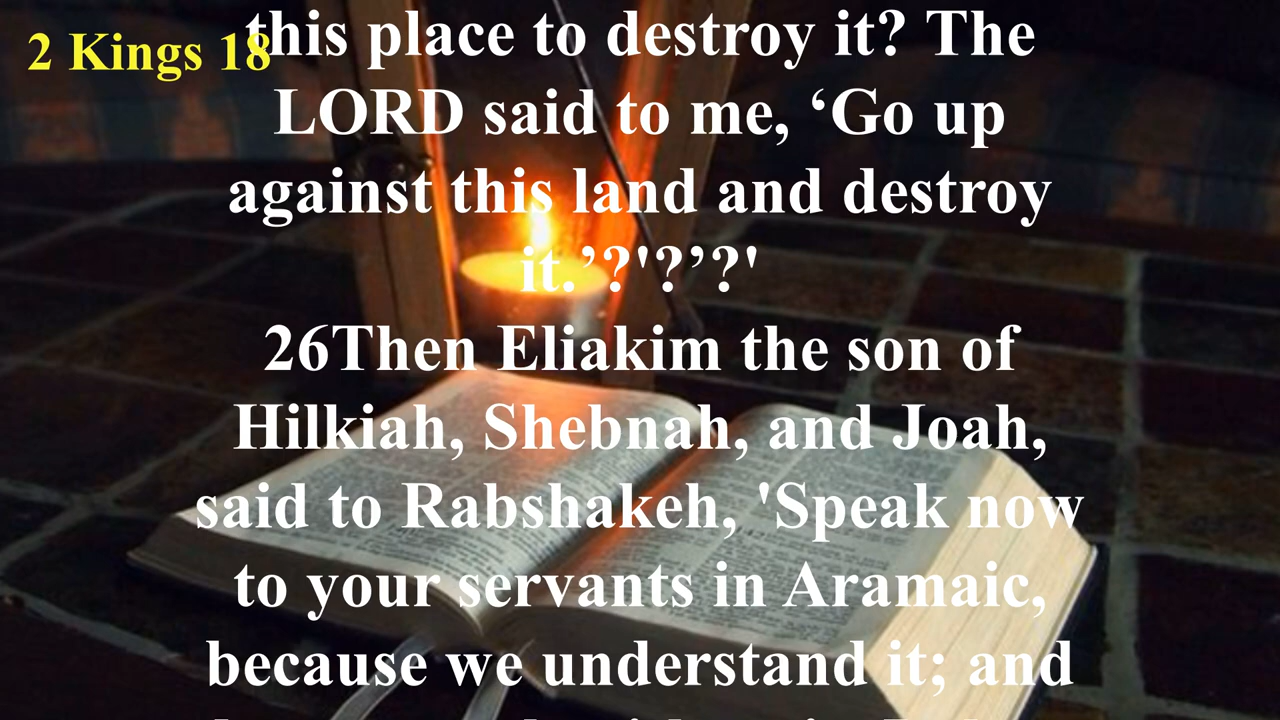 2 Kings 18
this place to destroy it? The
LORD said to me, ‘Go up
against this land and destroy
it.’?'?’?'
26Then Eliakim the son of
Hilkiah, Shebnah, and Joah,
said to Rabshakeh, 'Speak now
to your servants in Aramaic,
because we understand it; and